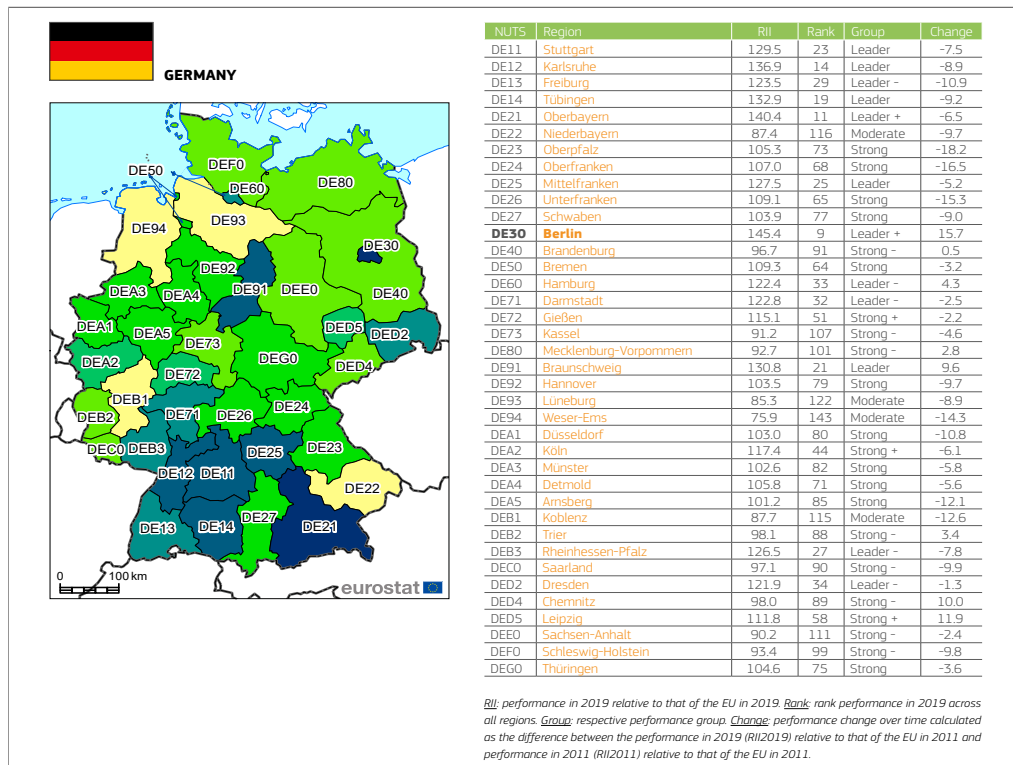 GERMANY
DE50
DEF0
DE60
DE80
DE93
DE94
DE30
DE92
DE91
DEE0
DE40
DEA3
DEA4
DEA1
DEA5
DED5
DED2
DE73
DEA2
DEG0
DE72
DED4
DEB1
DE71
DE24
DEB2
DE26
DEC0
DEB3
DE25
DE23
DE12
DE11
DE22
DE13
DE14
DE27
DE21
0 100 km
eurostat
NUTS Region RII Rank Group Change
DE11 Stuttgart 129.5 23 Leader -7.5
DE12 Karlsruhe 136.9 14 Leader -8.9
DE13 Freiburg 123.5 29 Leader - -10.9
DE14 Tübingen 132.9 19 Leader -9.2
DE21 Oberbayern 140.4 11 Leader + -6.5
DE22 Niederbayern 87.4 116 Moderate -9.7
DE23 Oberpfalz 105.3 73 Strong -18.2
DE24 Oberfranken 107.0 68 Strong -16.5
DE25 Mittelfranken 127.5 25 Leader -5.2
DE26 Unterfranken 109.1 65 Strong -15.3
DE27 Schwaben 103.9 77 Strong -9.0
DE30 Berlin 145.4 9 Leader + 15.7
DE40 Brandenburg 96.7 91 Strong - 0.5
DE50 Bremen 109.3 64 Strong -3.2
DE60 Hamburg 122.4 33 Leader - 4.3
DE71 Darmstadt 122.8 32 Leader - -2.5
DE72 Gießen 115.1 51 Strong + -2.2
DE73 Kassel 91.2 107 Strong - -4.6
DE80 Mecklenburg-Vorpommern 92.7 101 Strong - 2.8
DE91 Braunschweig 130.8 21 Leader 9.6
DE92 Hannover 103.5 79 Strong -9.7
DE93 Lüneburg 85.3 122 Moderate -8.9
DE94 Weser-Ems 75.9 143 Moderate -14.3
DEA1 Düsseldorf 103.0 80 Strong -10.8
DEA2 Köln 117.4 44 Strong + -6.1
DEA3 Münster 102.6 82 Strong -5.8
DEA4 Detmold 105.8 71 Strong -5.6
DEA5 Arnsberg 101.2 85 Strong -12.1
DEB1 Koblenz 87.7 115 Moderate -12.6
DEB2 Trier 98.1 88 Strong - 3.4
DEB3 Rheinhessen-Pfalz 126.5 27 Leader - -7.8
DEC0 Saarland 97.1 90 Strong - -9.9
DED2 Dresden 121.9 34 Leader - -1.3
DED4 Chemnitz 98.0 89 Strong - 10.0
DED5 Leipzig 111.8 58 Strong + 11.9
DEE0 Sachsen-Anhalt 90.2 111 Strong - -2.4
DEF0 Schleswig-Holstein 93.4 99 Strong - -9.8
DEG0 Thüringen 104.6 75 Strong -3.6
RII: performance in 2019 relative to that of the EU in 2019. Rank: rank performance in 2019 across
all regions. Group: respective performance group. Change: performance change over time calculated
as the difference between the performance in 2019 (RII2019) relative to that of the EU in 2011 and
performance in 2011 (RII2011) relative to that of the EU in 2011.